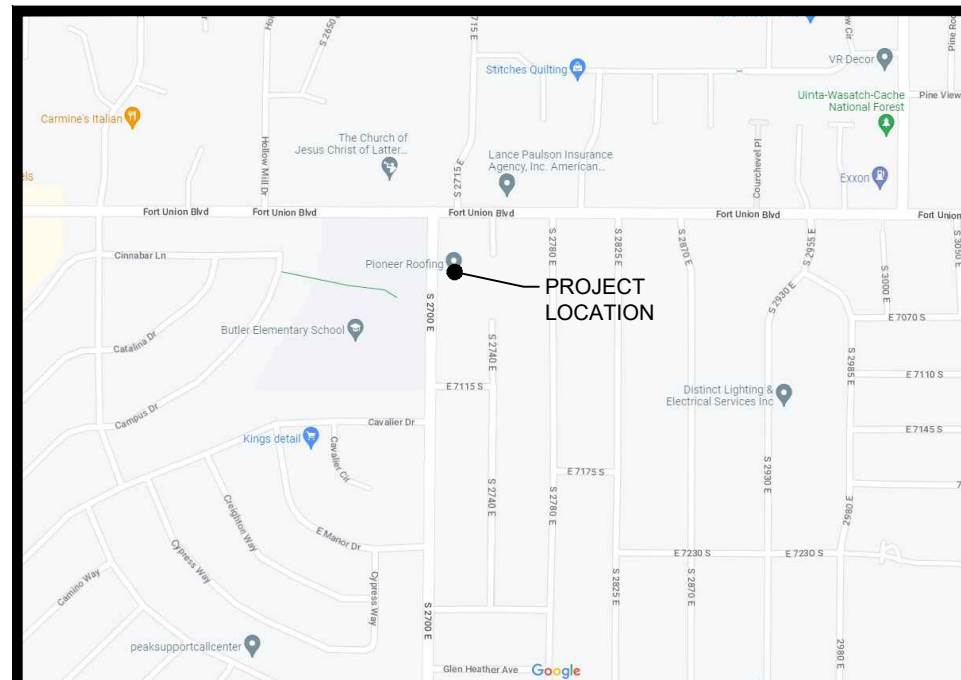 S 2650 E
S 2715 E
Stitches Quilting
VR Decor
Carmine's Italian
Uinta-Wasatch-Cache
National Forest
Pine View
The Church of
Jesus Christ of Latter...
Hollow Mill Dr
S 2715 E
Lance Paulson Insurance
Agency, Inc. American...
Courchevel Pl
Exxon
els
Fort Union Blvd
Fort Union Blvd
Fort Union Blvd
Fort Union Blvd
Fort Union
Cinnabar Ln
Pioneer Roofing
S 2780 E
S 2825 E
S 2870 E
S 2955 E
S 3000 E
S 3050 E
PROJECT
LOCATION
S 2700 E
S 2930 E
Butler Elementary School
Catalina Dr
S 2740 E
S 2985 E
E 7070 S
E 7115 S
E 7110 S
Distinct Lighting &
Electrical Services Inc
Campus Dr
Cavalier Dr
E 7145 S
Kings detail
Cavalier Cir
E 7175 S
S 2930 E
S 2740 E
S 2780 E
Creighton Way
E Manor Dr
2980 E
E 7230 S
E 7230 S
Cypress Way
Camino Way
Cypress Way
S 2700 E
S 2825 E
S 2870 E
2980 E
peaksupportcallcenter
Glen Heather Ave
Google